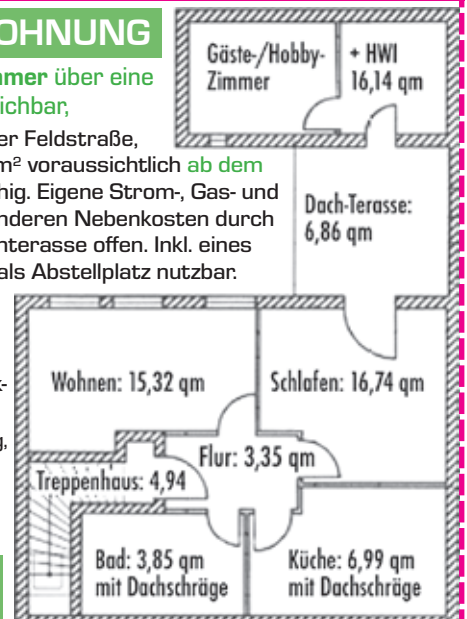 OHNUNG
mmer über eine
ichbar,
er Feldstraße,
m² voraussichtlich ab dem
hig. Eigene Strom-, Gas- und
nderen Nebenkosten durch
nterasse offen. Inkl. eines
als Abstellplatz nutzbar.
Gäste-/Hobby-
Zimmer
+ HWI
16,14 qm
Dach-Terasse:
6,86 qm
Wohnen: 15,32 qm
Schlafen: 16,74 qm
Flur: 3,35 qm
Treppenhaus: 4,94
Bad: 3,85 qm
mit Dachschräge
Küche: 6,99 qm
mit Dachschräge